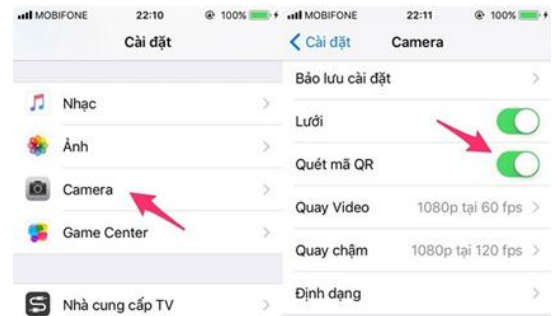 MOBIFONE 22:10 100%
Cài đặt
Nhạc
Ảnh
Camera
Game Center
Nhà cung cấp TV
MOBIFONE 22:11 100%
Cài đặt Camera
Bảo lưu cài đặt
Lưới
Quét mã QR
Quay Video 1080p tại 60 fps
Quay chậm 1080p tại 120 fps
Định dạng